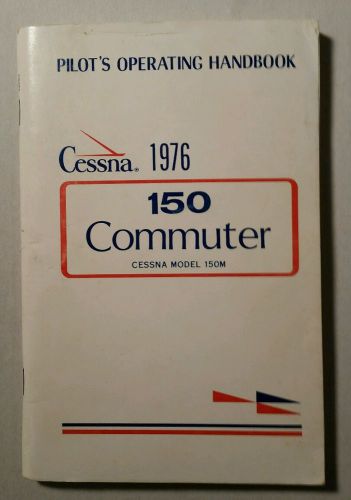 PILOT'S OPERATING HANDBOOK
Cessna® 1976
150
Commuter
CESSNA MODEL 150M